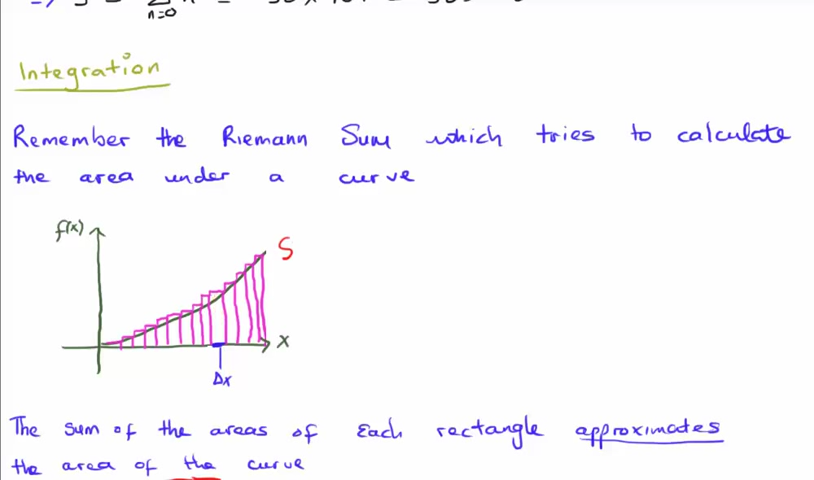 n=0
Integration
Remember the Riemann Sum which tries to calculate
the area under a curve
f(x)
S
x
Δx
The sum of the areas of each rectangle approximates
the area of the curve